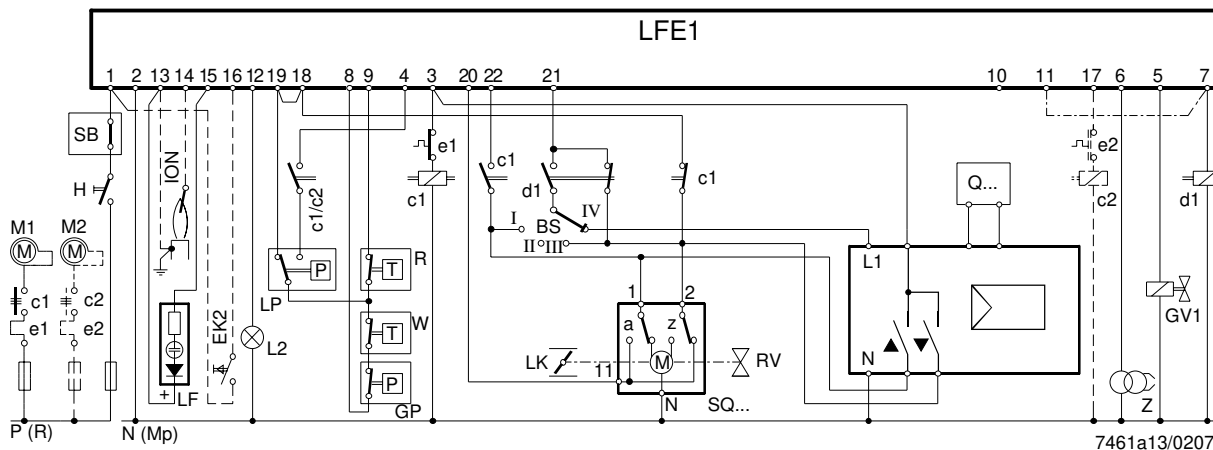 LFE1
1 2 13 14 15 16 12 19 18 8 9 4 3 20 22 21 10 11 17 6 5 7
SB
H
ION
c1/c2
e1
c1
c1
d1
c1
Q...
e2
c2
d1
I
BS
IV
II
III
M1
M
M2
M
c1
e1
c2
e2
LF
+
EK2
L2
LP
P
T
R
T
W
P
GP
1
2
a
z
M
LK
11
N
SQ...
RV
L1
N
GV1
Z
P (R)
N (Mp)
7461a13/0207